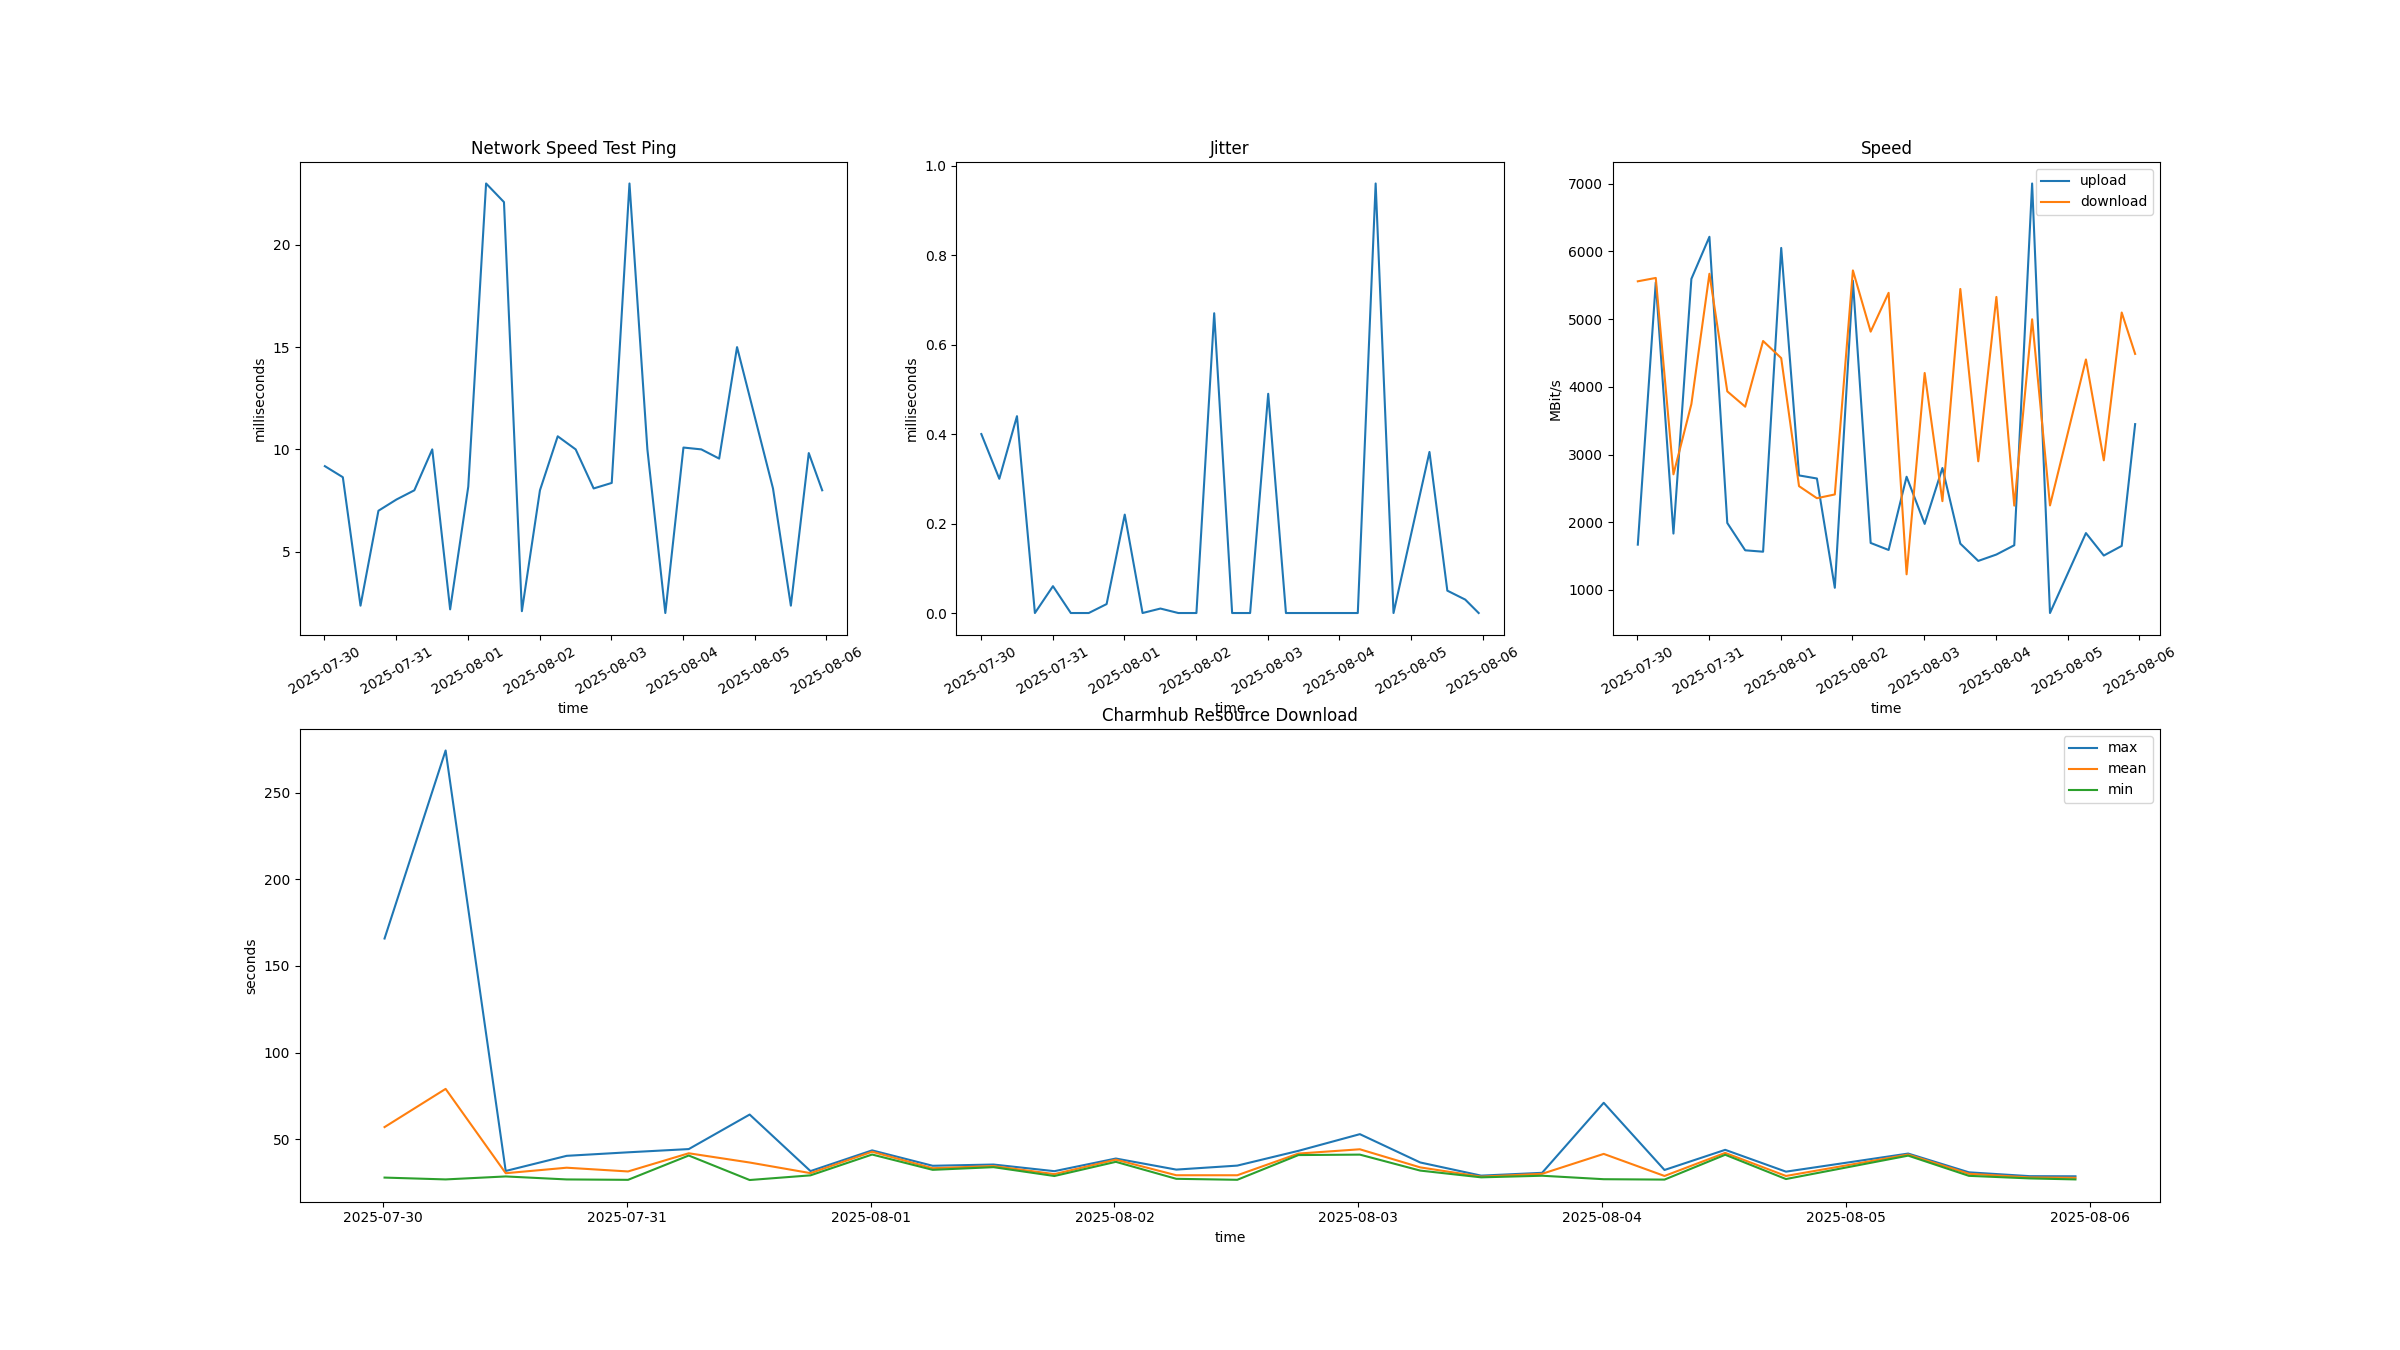 Network Speed Test Ping
milliseconds
20
15
10
5
2025-07-30 2025-07-31 2025-08-01 2025-08-02 2025-08-03 2025-08-04 2025-08-05 2025-08-06
time
Jitter
milliseconds
1.0
0.8
0.6
0.4
0.2
0.0
2025-07-30 2025-07-31 2025-08-01 2025-08-02 2025-08-03 2025-08-04 2025-08-05 2025-08-06
time
Speed
upload
download
MBit/s
7000
6000
5000
4000
3000
2000
1000
2025-07-30 2025-07-31 2025-08-01 2025-08-02 2025-08-03 2025-08-04 2025-08-05 2025-08-06
time
Charmhub Resource Download
max
mean
min
seconds
250
200
150
100
50
2025-07-30 2025-07-31 2025-08-01 2025-08-02 2025-08-03 2025-08-04 2025-08-05 2025-08-06
time